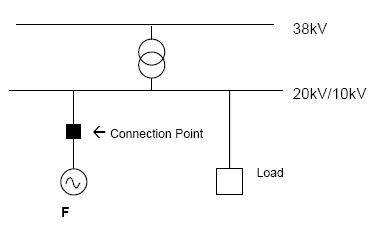 38kV
20kV/10kV
← Connection Point
Load
F